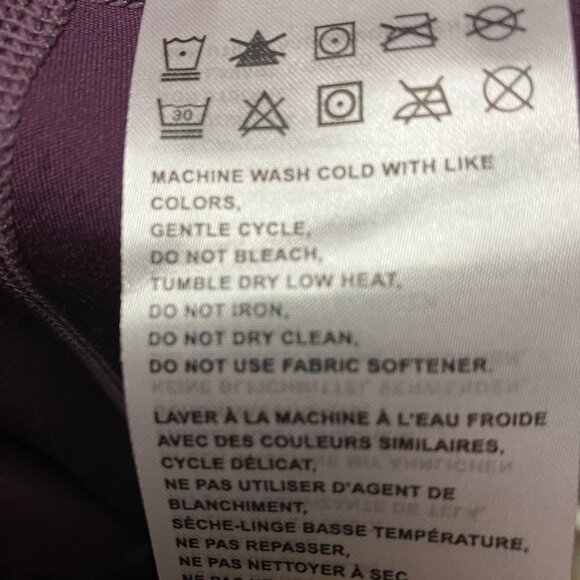 30
MACHINE WASH COLD WITH LIKE
COLORS,
GENTLE CYCLE,
DO NOT BLEACH,
TUMBLE DRY LOW HEAT,
DO NOT IRON,
DO NOT DRY CLEAN,
DO NOT USE FABRIC SOFTENER.
LAVER À LA MACHINE À L'EAU FROIDE
AVEC DES COULEURS SIMILAIRES,
CYCLE DÉLICAT,
NE PAS UTILISER D'AGENT DE
BLANCHIMENT,
SÈCHE-LINGE BASSE TEMPÉRATURE,
NE PAS REPASSER,
NE PAS NETTOYER À SEC